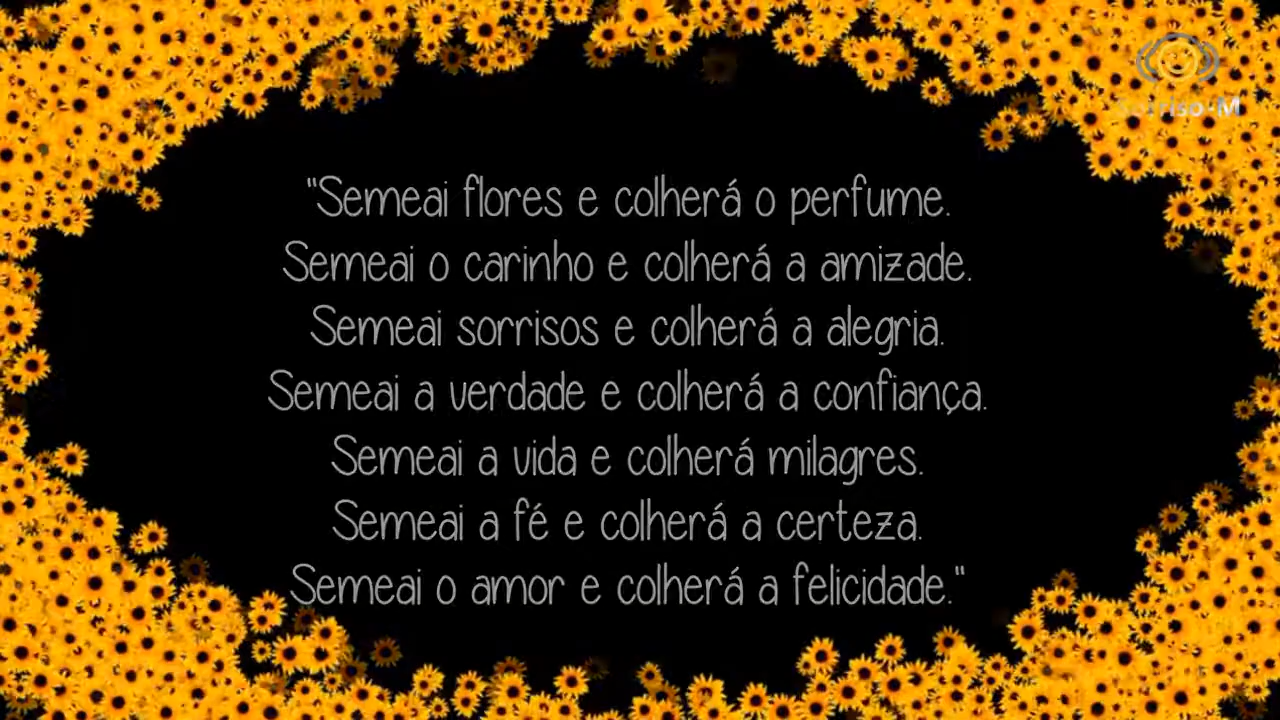 Sorriso-M
"Semeai flores e colherá o perfume.
Semeai o carinho e colherá a amizade.
Semeai sorrisos e colherá a alegria.
Semeai a verdade e colherá a confiança.
Semeai a vida e colherá milagres.
Semeai a fé e colherá a certeza.
Semeai o amor e colherá a felicidade."